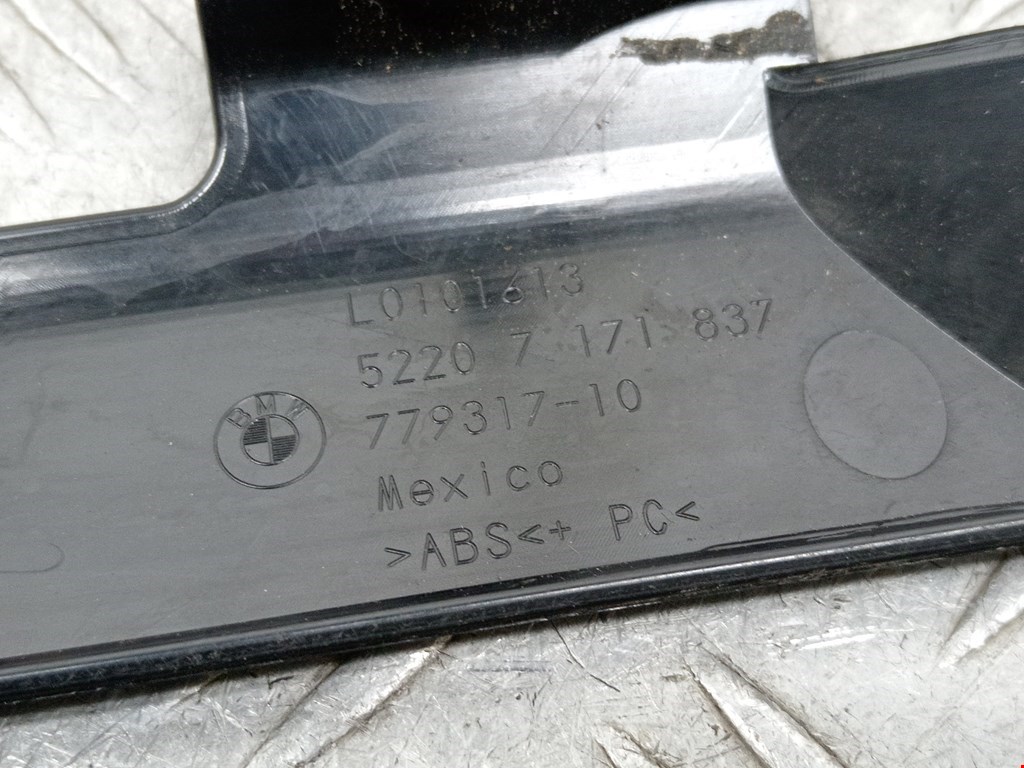 L0101613
5220 7 171 837
BMW
779317-10
Mexico
>ABS<+ PC<